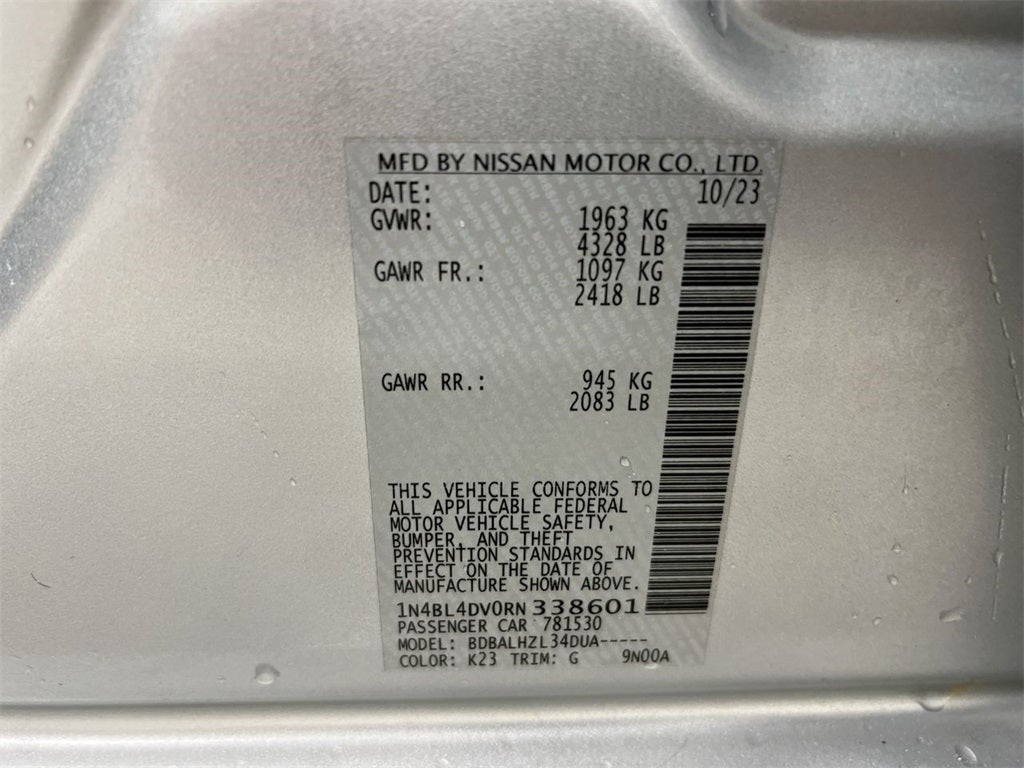 MFD BY NISSAN MOTOR CO., LTD.
DATE: 10/23
GVWR: 1963 KG
4328 LB
GAWR FR.: 1097 KG
2418 LB
GAWR RR.: 945 KG
2083 LB
THIS VEHICLE CONFORMS TO
ALL APPLICABLE FEDERAL
MOTOR VEHICLE SAFETY,
BUMPER, AND THEFT
PREVENTION STANDARDS IN
EFFECT ON THE DATE OF
MANUFACTURE SHOWN ABOVE.
1N4BL4DV0RN 338601
PASSENGER CAR 781530
MODEL: BDBALHZL34DUA-----
COLOR: K23 TRIM: G 9N00A